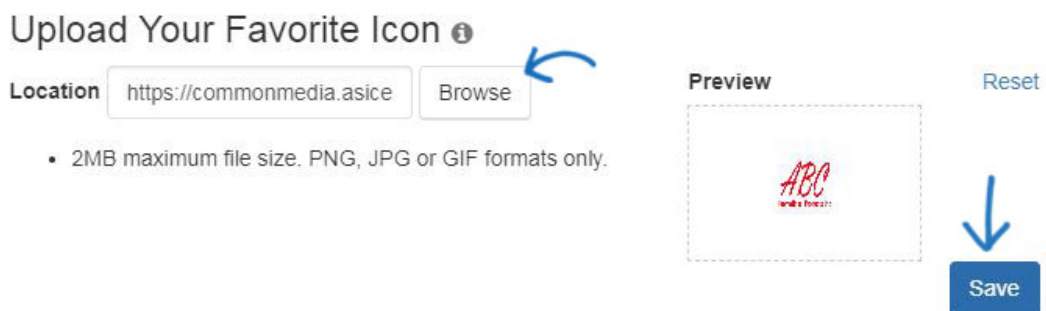 Upload Your Favorite Icon
Location https://commonmedia.asice Browse
Preview Reset
• 2MB maximum file size. PNG, JPG or GIF formats only.
ABC
Save